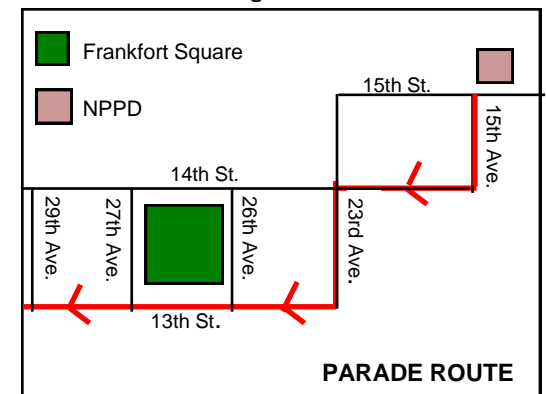 Frankfort Square
NPPD
15th St.
15th Ave.
14th St.
29th Ave.
27th Ave.
26th Ave.
23rd Ave.
13th St.
PARADE ROUTE